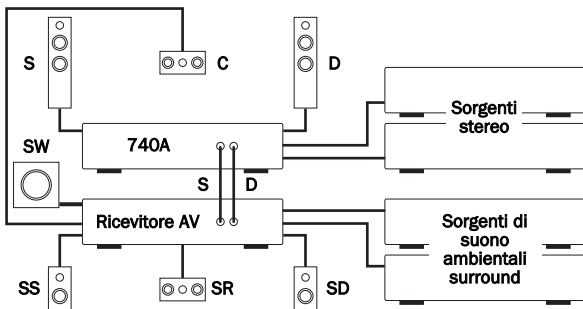 S
C
D
Sorgenti
stereo
740A
SW
S D
Ricevitore AV
Sorgenti di
suono
ambientali
surround
SS
SR
SD